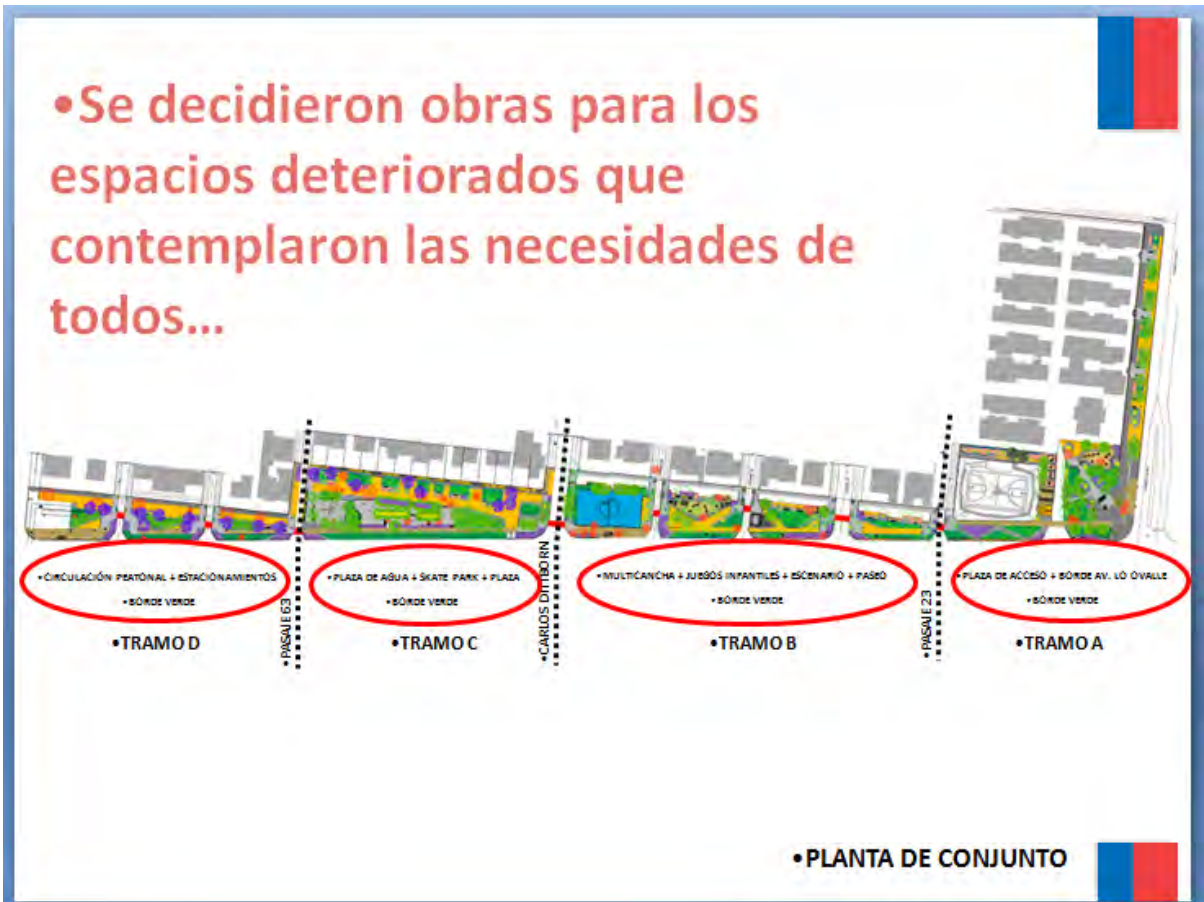 •Se decidieron obras para los
espacios deteriorados que
contemplaron las necesidades de
todos...
•CIRCULACIÓN PEATONAL + ESTACIONAMIENTOS
•BORDE VERDE
•TRAMO D
•PASAJE 63
•PLAZA DE AGUA + SKATE PARK + PLAZA
•BORDE VERDE
•TRAMO C
•CARLOS DITTBORN
•MULTICANCHA + JUEGOS INFANTILES + ESCENARIO + PASEO
•BORDE VERDE
•TRAMO B
•PASAJE 23
•PLAZA DE ACCESO + BORDE AV. LO OVALLE
•BORDE VERDE
•TRAMO A
•PLANTA DE CONJUNTO